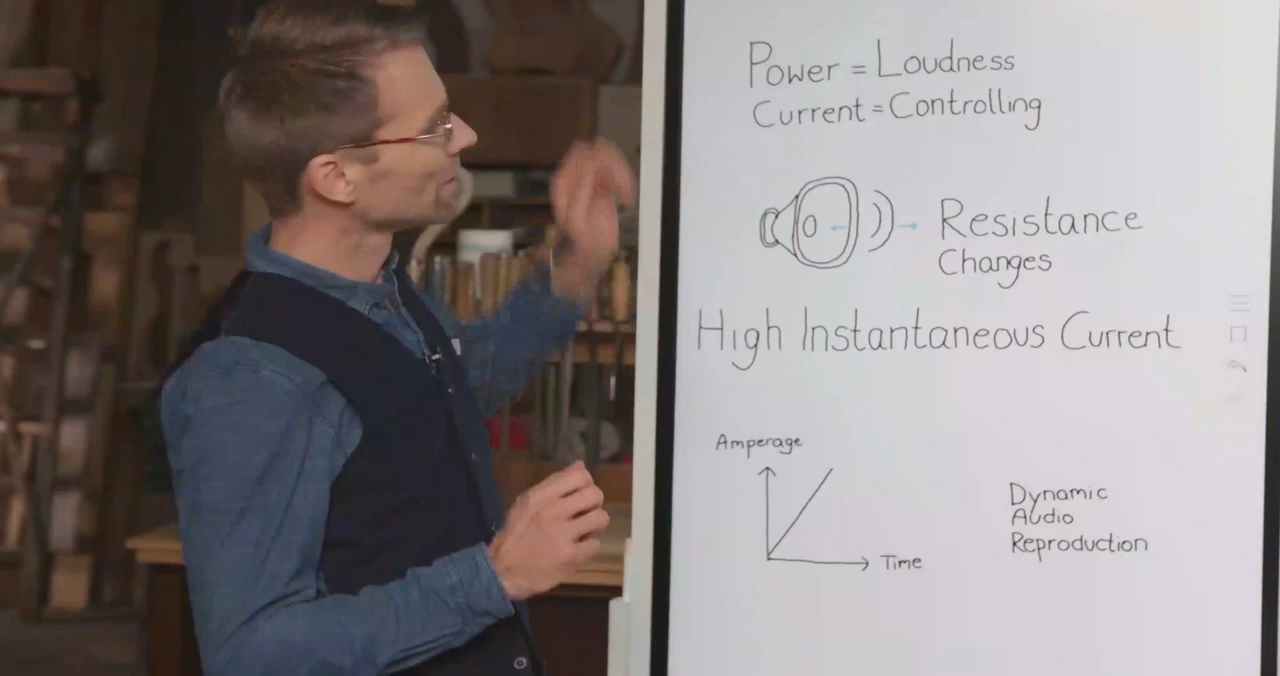 Power = Loudness
Current = Controlling
Resistance
Changes
High Instantaneous Current
Amperage
Time
Dynamic
Audio
Reproduction